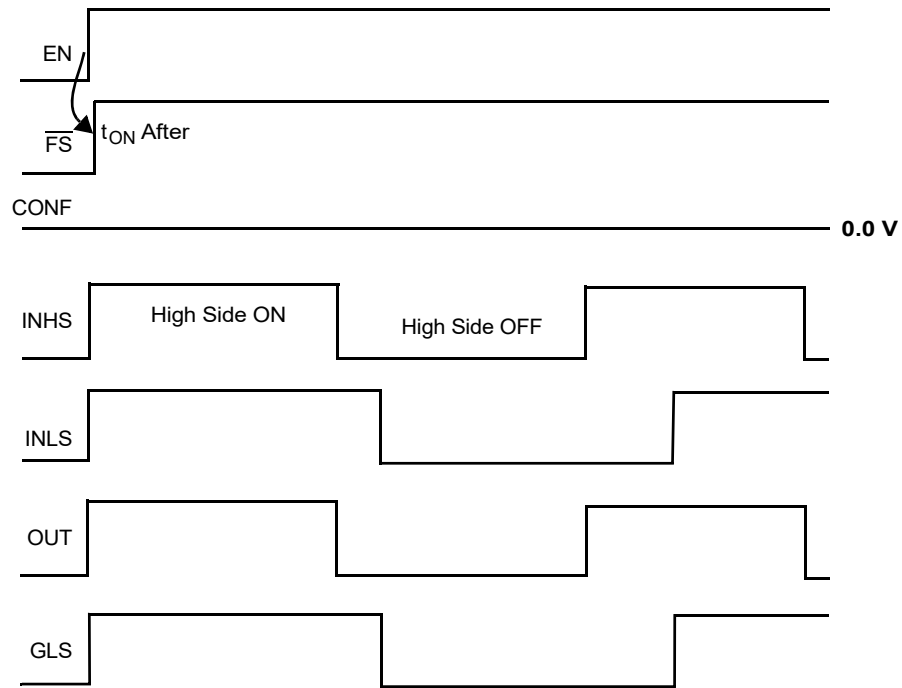 EN
FS
tON After
CONF
0.0 V
INHS
High Side ON
High Side OFF
INLS
OUT
GLS